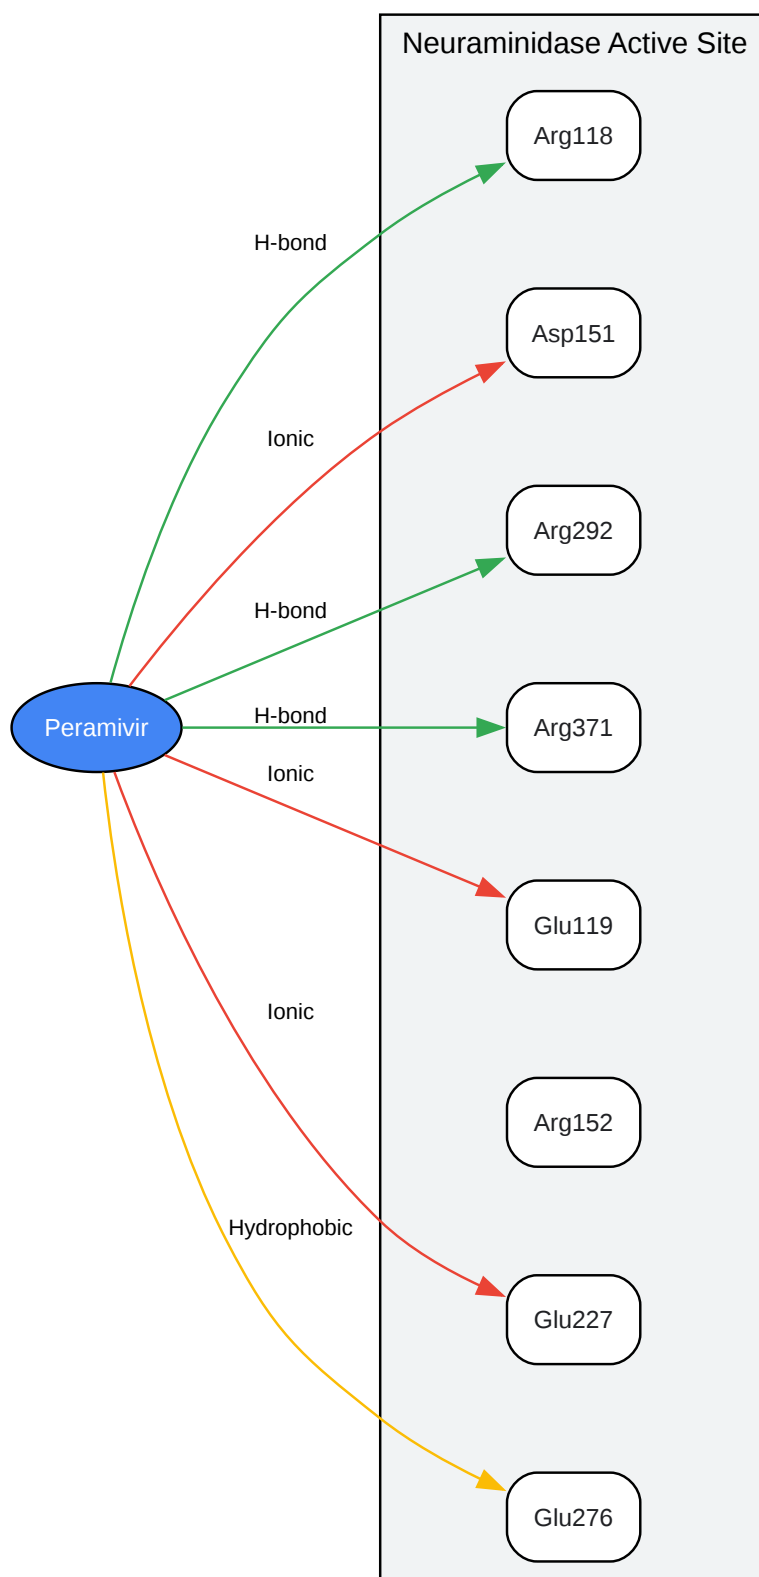 Neuraminidase Active Site
Arg118
H-bond
Asp151
Ionic
Arg292
H-bond
H-bond
Peramivir
Arg371
Ionic
Glu119
Ionic
Arg152
Hydrophobic
Glu227
Glu276